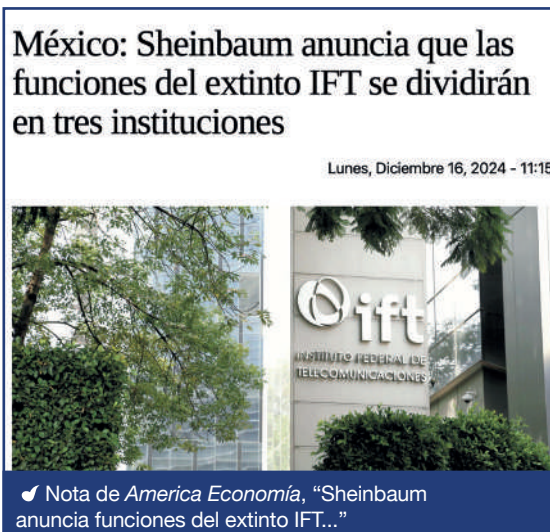 México: Sheinbaum anuncia que las
funciones del extinto IFT se dividirán
en tres instituciones
Lunes, Diciembre 16, 2024 - 11:15
ift
INSTITUTO FEDERAL DE
TELECOMUNICACIONES
Nota de America Economía, “Sheinbaum
anuncia funciones del extinto IFT...”